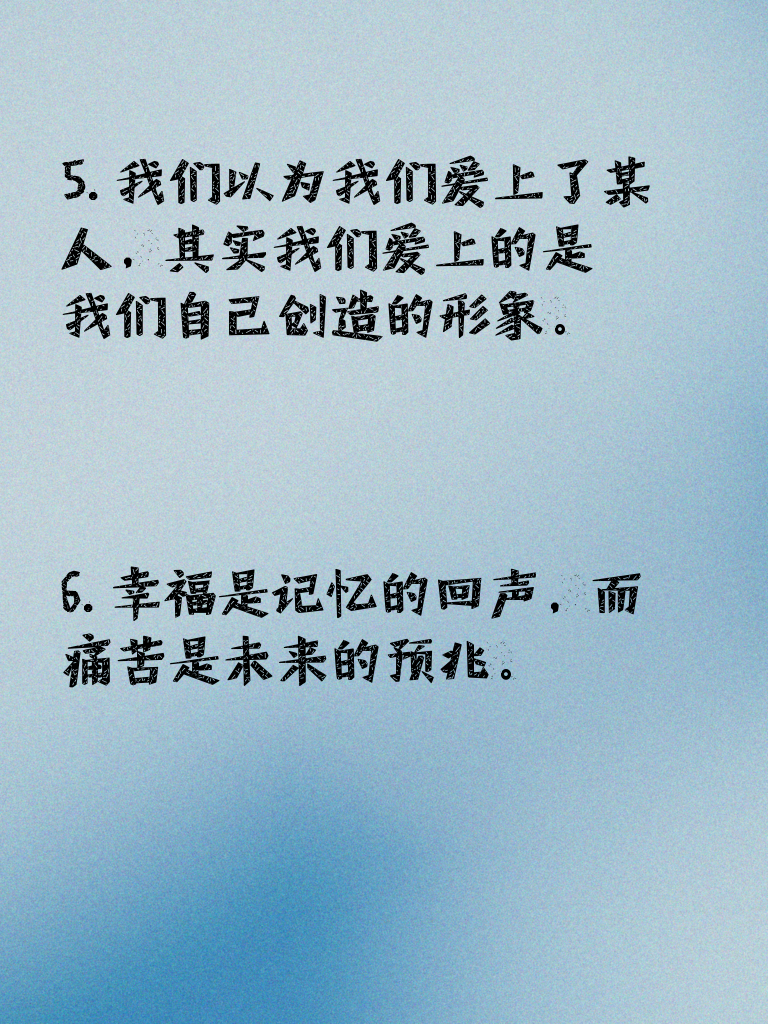 5. 我们以为我们爱上了某
人，其实我们爱上的是
我们自己创造的形象。
6. 幸福是记忆的回声，而
痛苦是未来的预兆。